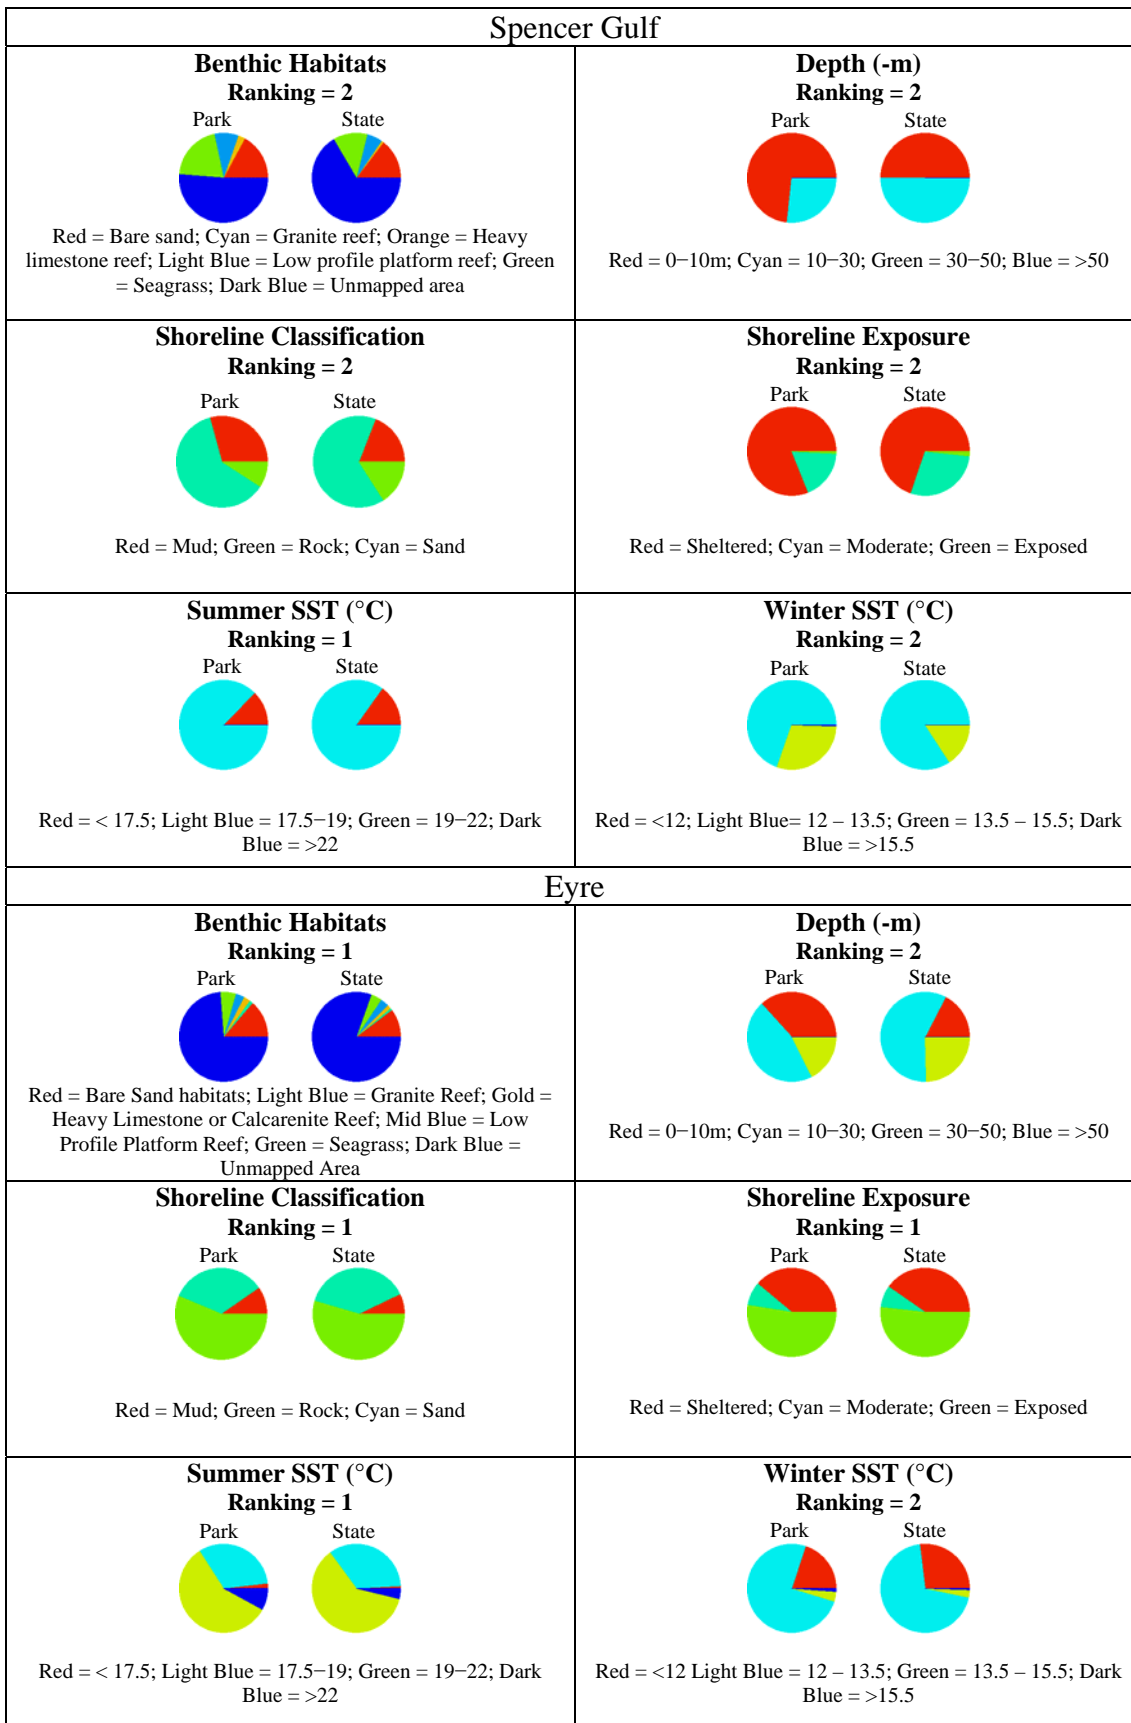 Spencer Gulf
Benthic Habitats
Ranking = 2
Park State
Red = Bare sand; Cyan = Granite reef; Orange = Heavy
limestone reef; Light Blue = Low profile platform reef; Green
= Seagrass; Dark Blue = Unmapped area
Depth (-m)
Ranking = 2
Park State
Red = 0−10m; Cyan = 10−30; Green = 30−50; Blue = >50
Shoreline Classification
Ranking = 2
Park State
Red = Mud; Green = Rock; Cyan = Sand
Shoreline Exposure
Ranking = 2
Park State
Red = Sheltered; Cyan = Moderate; Green = Exposed
Summer SST (°C)
Ranking = 1
Park State
Red = < 17.5; Light Blue = 17.5−19; Green = 19−22; Dark
Blue = >22
Winter SST (°C)
Ranking = 2
Park State
Red = <12; Light Blue= 12 – 13.5; Green = 13.5 – 15.5; Dark
Blue = >15.5
Eyre
Benthic Habitats
Ranking = 1
Park State
Red = Bare Sand habitats; Light Blue = Granite Reef; Gold =
Heavy Limestone or Calcarenite Reef; Mid Blue = Low
Profile Platform Reef; Green = Seagrass; Dark Blue =
Unmapped Area
Depth (-m)
Ranking = 2
Park State
Red = 0−10m; Cyan = 10−30; Green = 30−50; Blue = >50
Shoreline Classification
Ranking = 1
Park State
Red = Mud; Green = Rock; Cyan = Sand
Shoreline Exposure
Ranking = 1
Park State
Red = Sheltered; Cyan = Moderate; Green = Exposed
Summer SST (°C)
Ranking = 1
Park State
Red = < 17.5; Light Blue = 17.5−19; Green = 19−22; Dark
Blue = >22
Winter SST (°C)
Ranking = 2
Park State
Red = <12 Light Blue = 12 – 13.5; Green = 13.5 – 15.5; Dark
Blue = >15.5